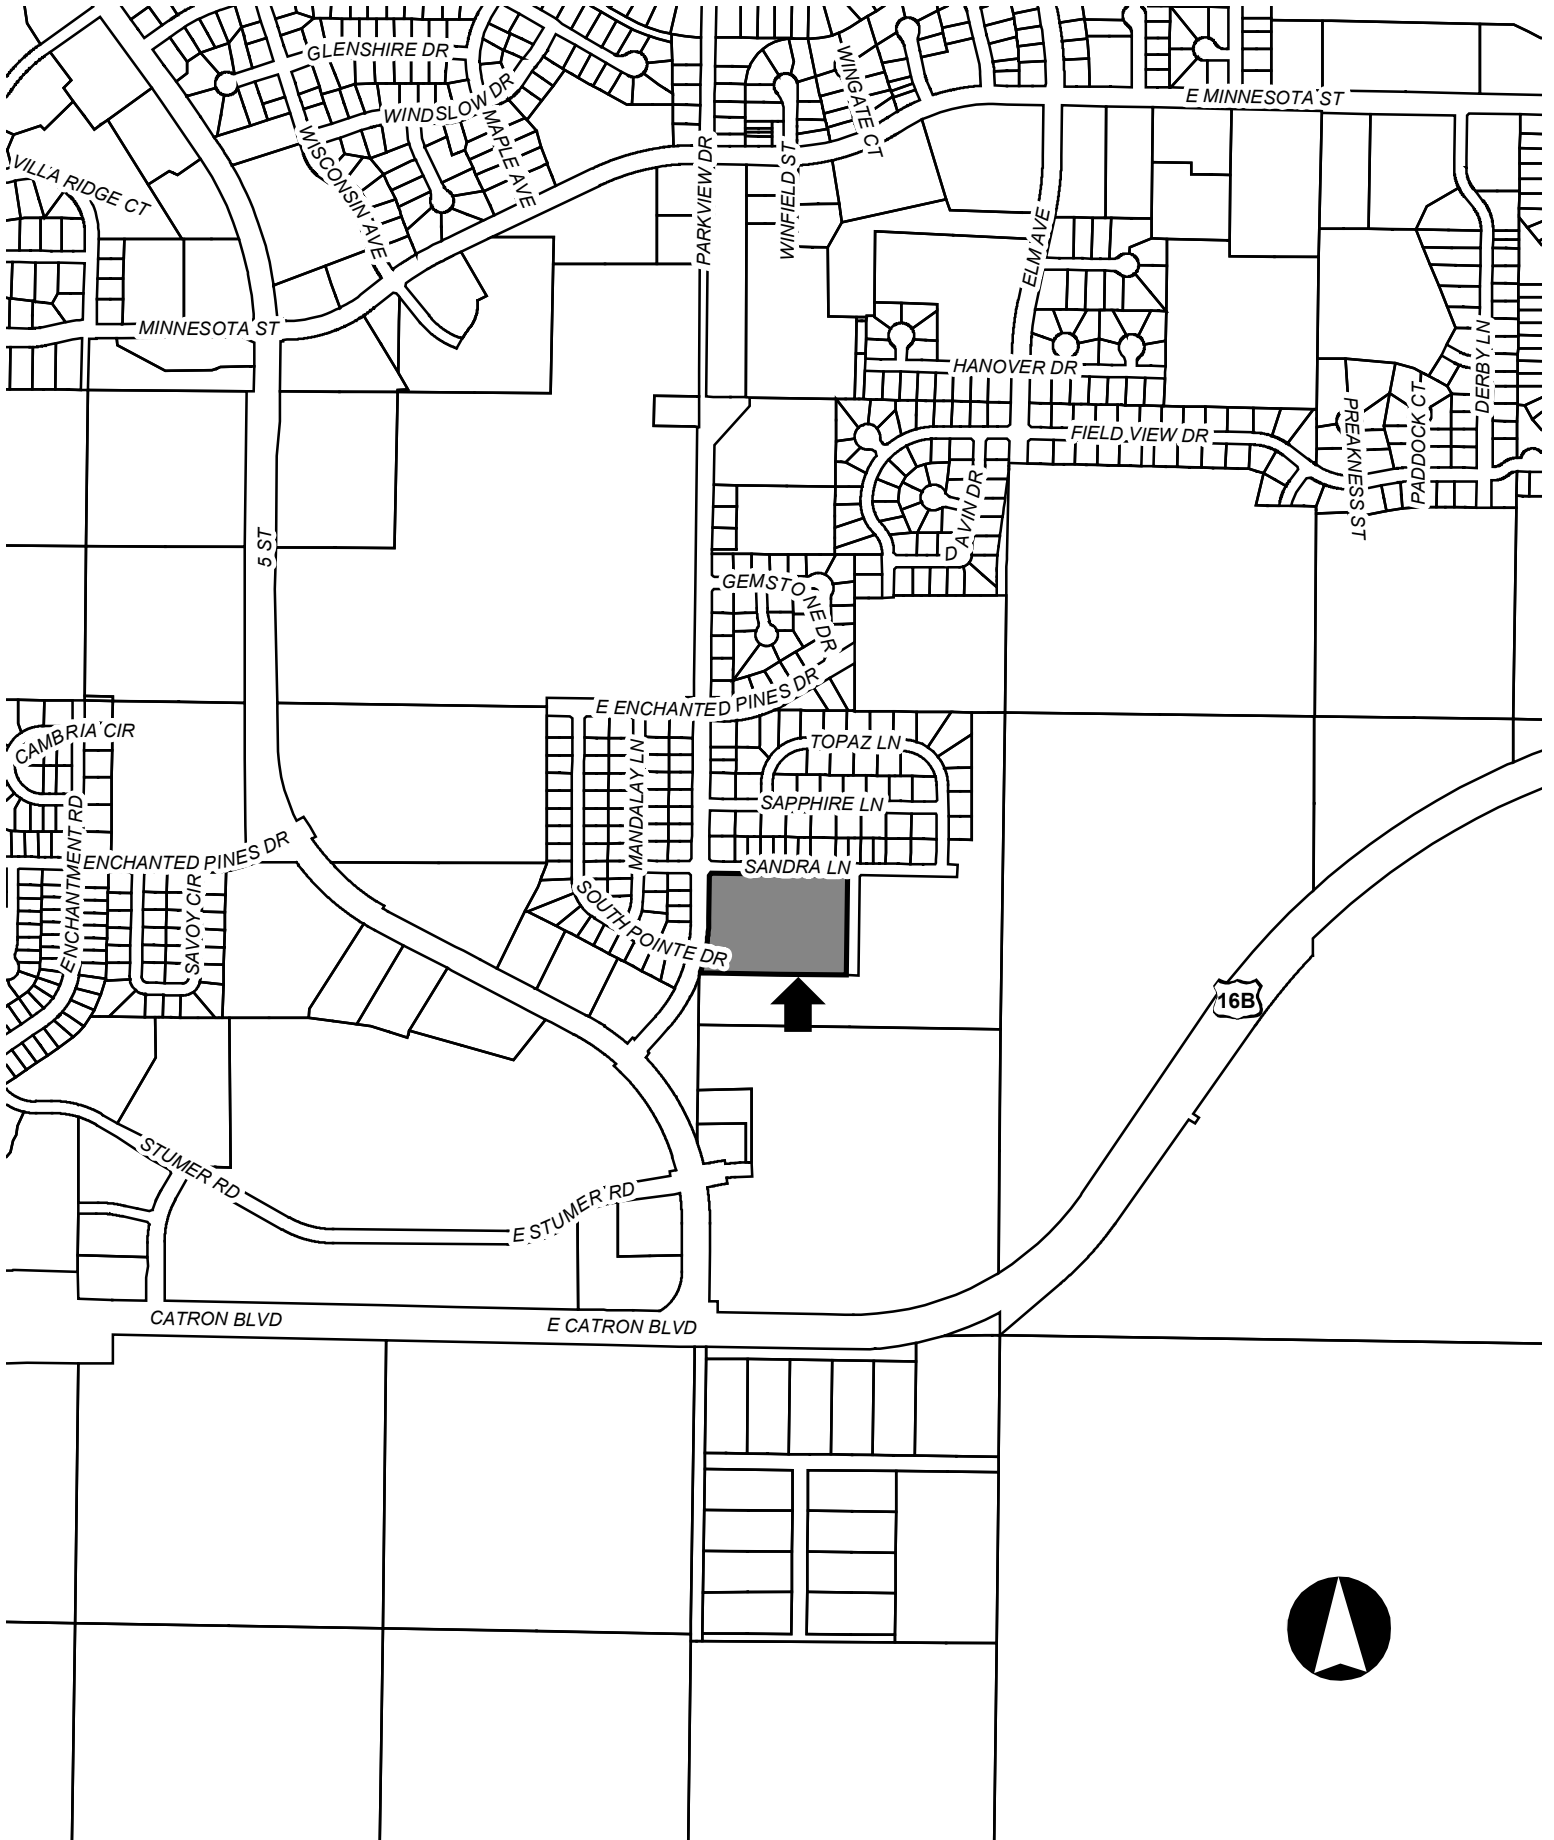 GLENSHIRE DR
WINGATE CT
E MINNESOTA ST
WINDSLOW DR
MAPLE AVE
WISCONSIN AVE
VILLA RIDGE CT
PARKVIEW DR
WINFIELD ST
ELM AVE
MINNESOTA ST
HANOVER DR
DERBY LN
PREAKNESS ST
PADDOCK CT
FIELD VIEW DR
DAVIN DR
5 ST
GEMSTONE DR
E ENCHANTED PINES DR
CAMBRIA CIR
TOPAZ LN
MANDALAY LN
SAPPHIRE LN
ENCHANTMENT RD
ENCHANTED PINES DR
SANDRA LN
SAVOY CIR
SOUTH POINTE DR
16B
STUMER RD
E STUMER RD
CATRON BLVD
E CATRON BLVD